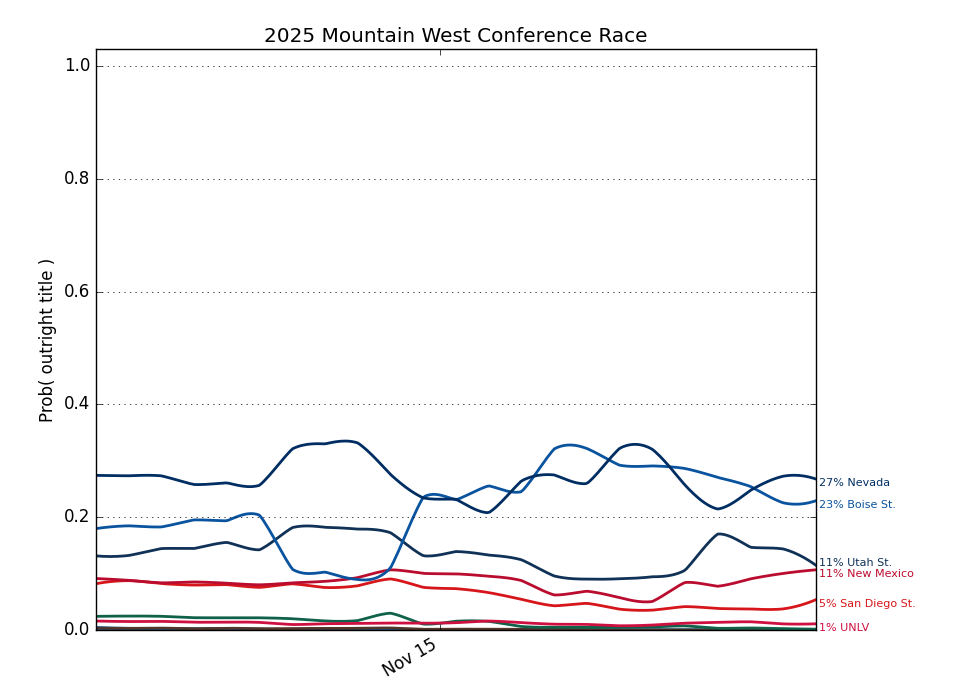 2025 Mountain West Conference Race
Prob( outright title )
1.0
0.8
0.6
0.4
0.2
0.0
27% Nevada
23% Boise St.
11% Utah St.
11% New Mexico
5% San Diego St.
1% UNLV
Nov 15